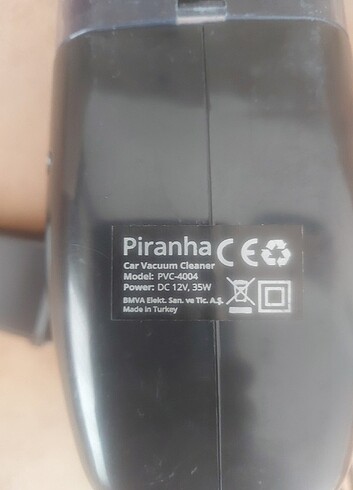 Piranha CE
Car Vacuum Cleaner
Model: PVC-4004
Power: DC 12V, 35W
BMVA Elekt. San. ve Tic. A.Ş.
Made in Turkey